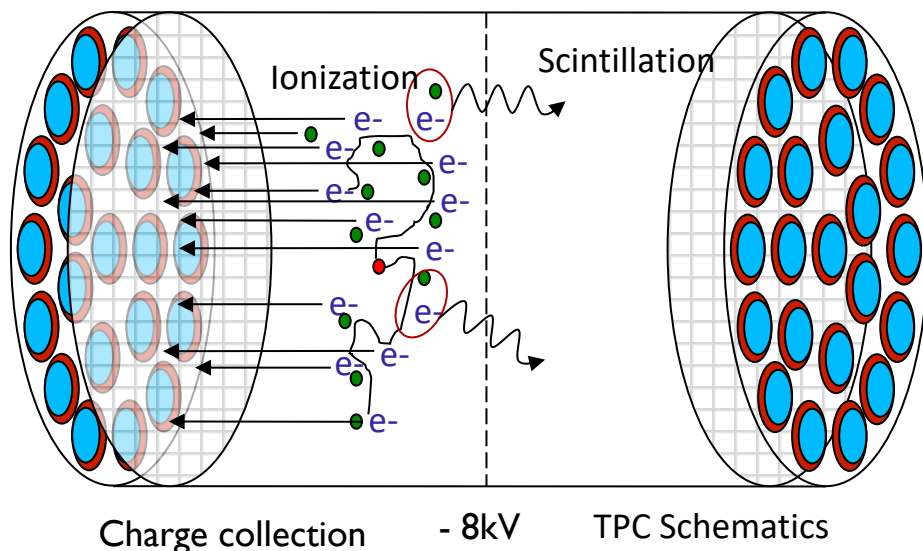 Ionization
Scintillation
e-
e-
e-
e-
e-
e-
e-
e-
e-
e-
e-
e-
e-
Charge collection
- 8kV
TPC Schematics